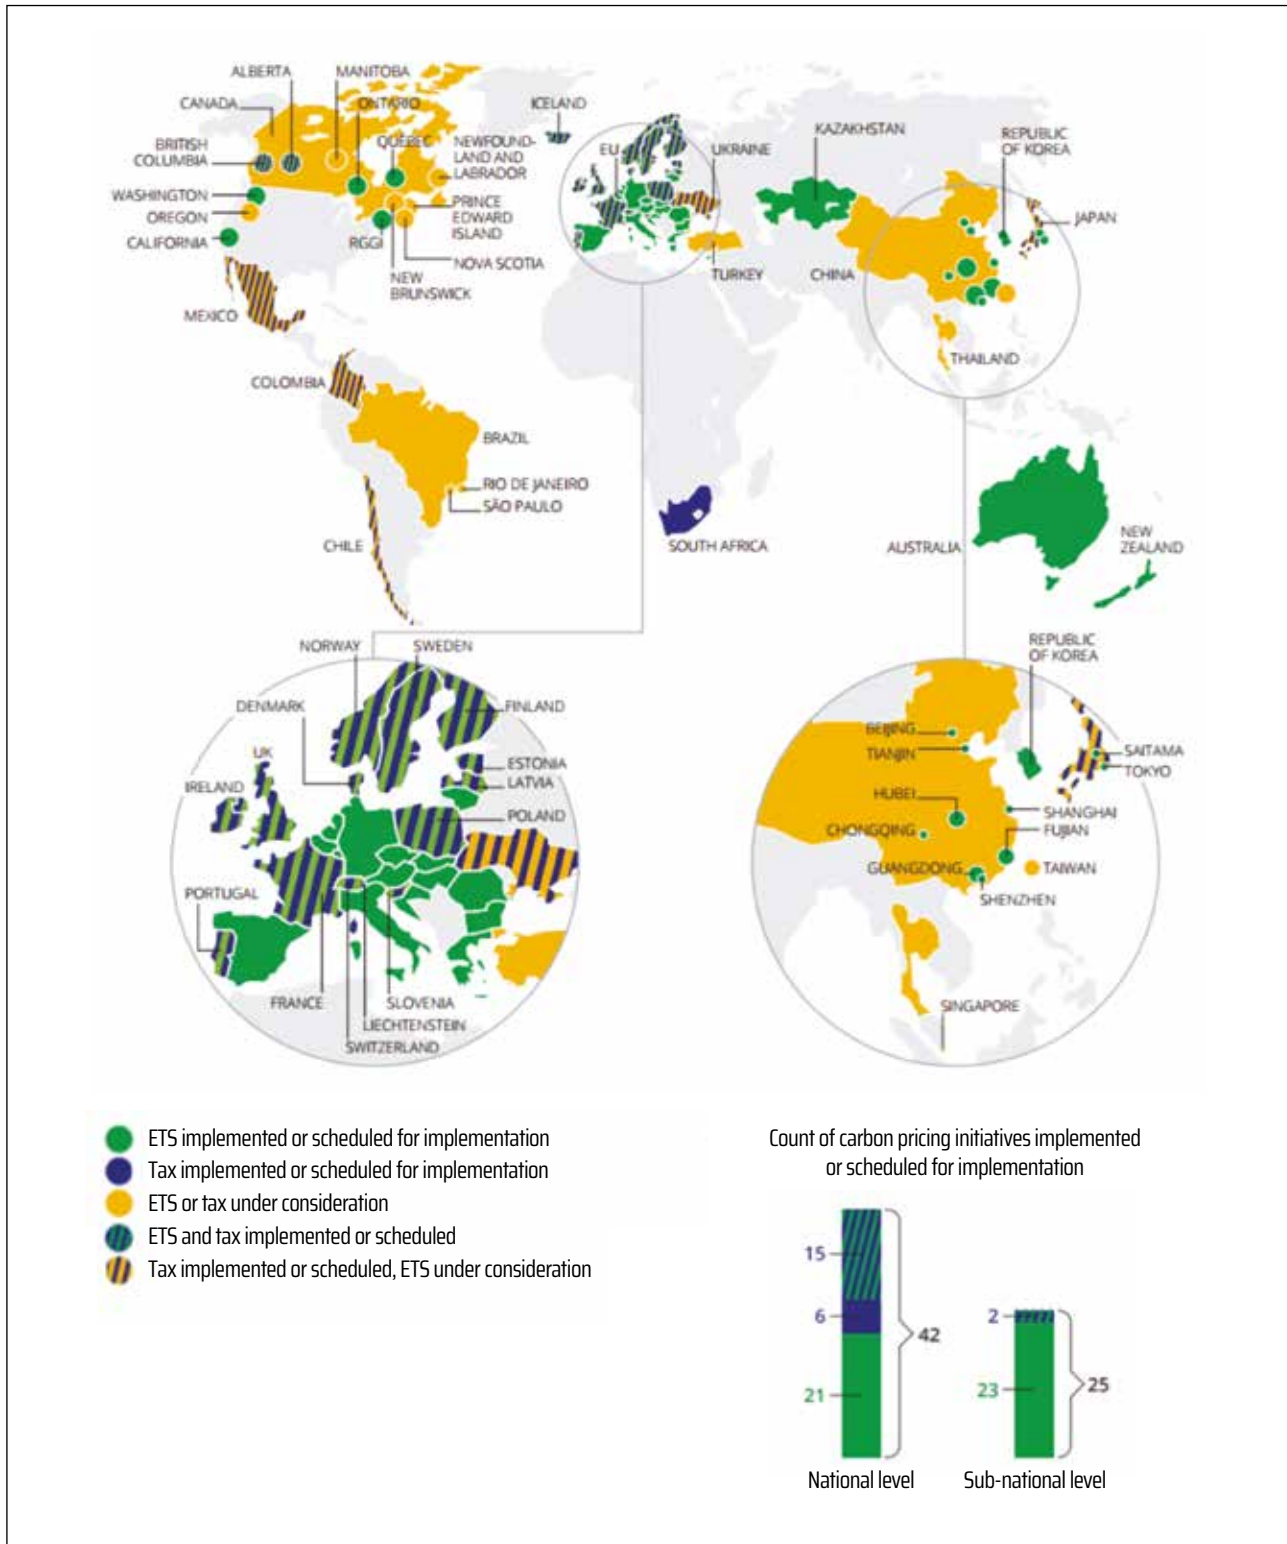 ALBERTA
MANITOBA
CANADA
ONTARIO
BRITISH
COLUMBIA
QUÉBEC
NEWFOUND-
LAND AND
LABRADOR
WASHINGTON
OREGON
CALIFORNIA
RGGI
PRINCE
EDWARD
ISLAND
NOVA SCOTIA
NEW
BRUNSWICK
MEXICO
COLOMBIA
BRAZIL
RIO DE JANEIRO
SÃO PAULO
CHILE
ICELAND
EU
UKRAINE
TURKEY
KAZAKHSTAN
REPUBLIC
OF KOREA
JAPAN
CHINA
THAILAND
SOUTH AFRICA
AUSTRALIA
NEW
ZEALAND
NORWAY
SWEDEN
DENMARK
FINLAND
UK
ESTONIA
IRELAND
LATVIA
POLAND
PORTUGAL
FRANCE
SLOVENIA
LIECHTENSTEIN
SWITZERLAND
REPUBLIC
OF KOREA
BEIJING
TIANJIN
SAITAMA
TOKYO
HUBEI
SHANGHAI
CHONGQING
FUJIAN
GUANGDONG
TAIWAN
SHENZHEN
SINGAPORE
ETS implemented or scheduled for implementation
Tax implemented or scheduled for implementation
ETS or tax under consideration
ETS and tax implemented or scheduled
Tax implemented or scheduled, ETS under consideration
Count of carbon pricing initiatives implemented
or scheduled for implementation
15
6
21
42
2
23
25
National level
Sub-national level